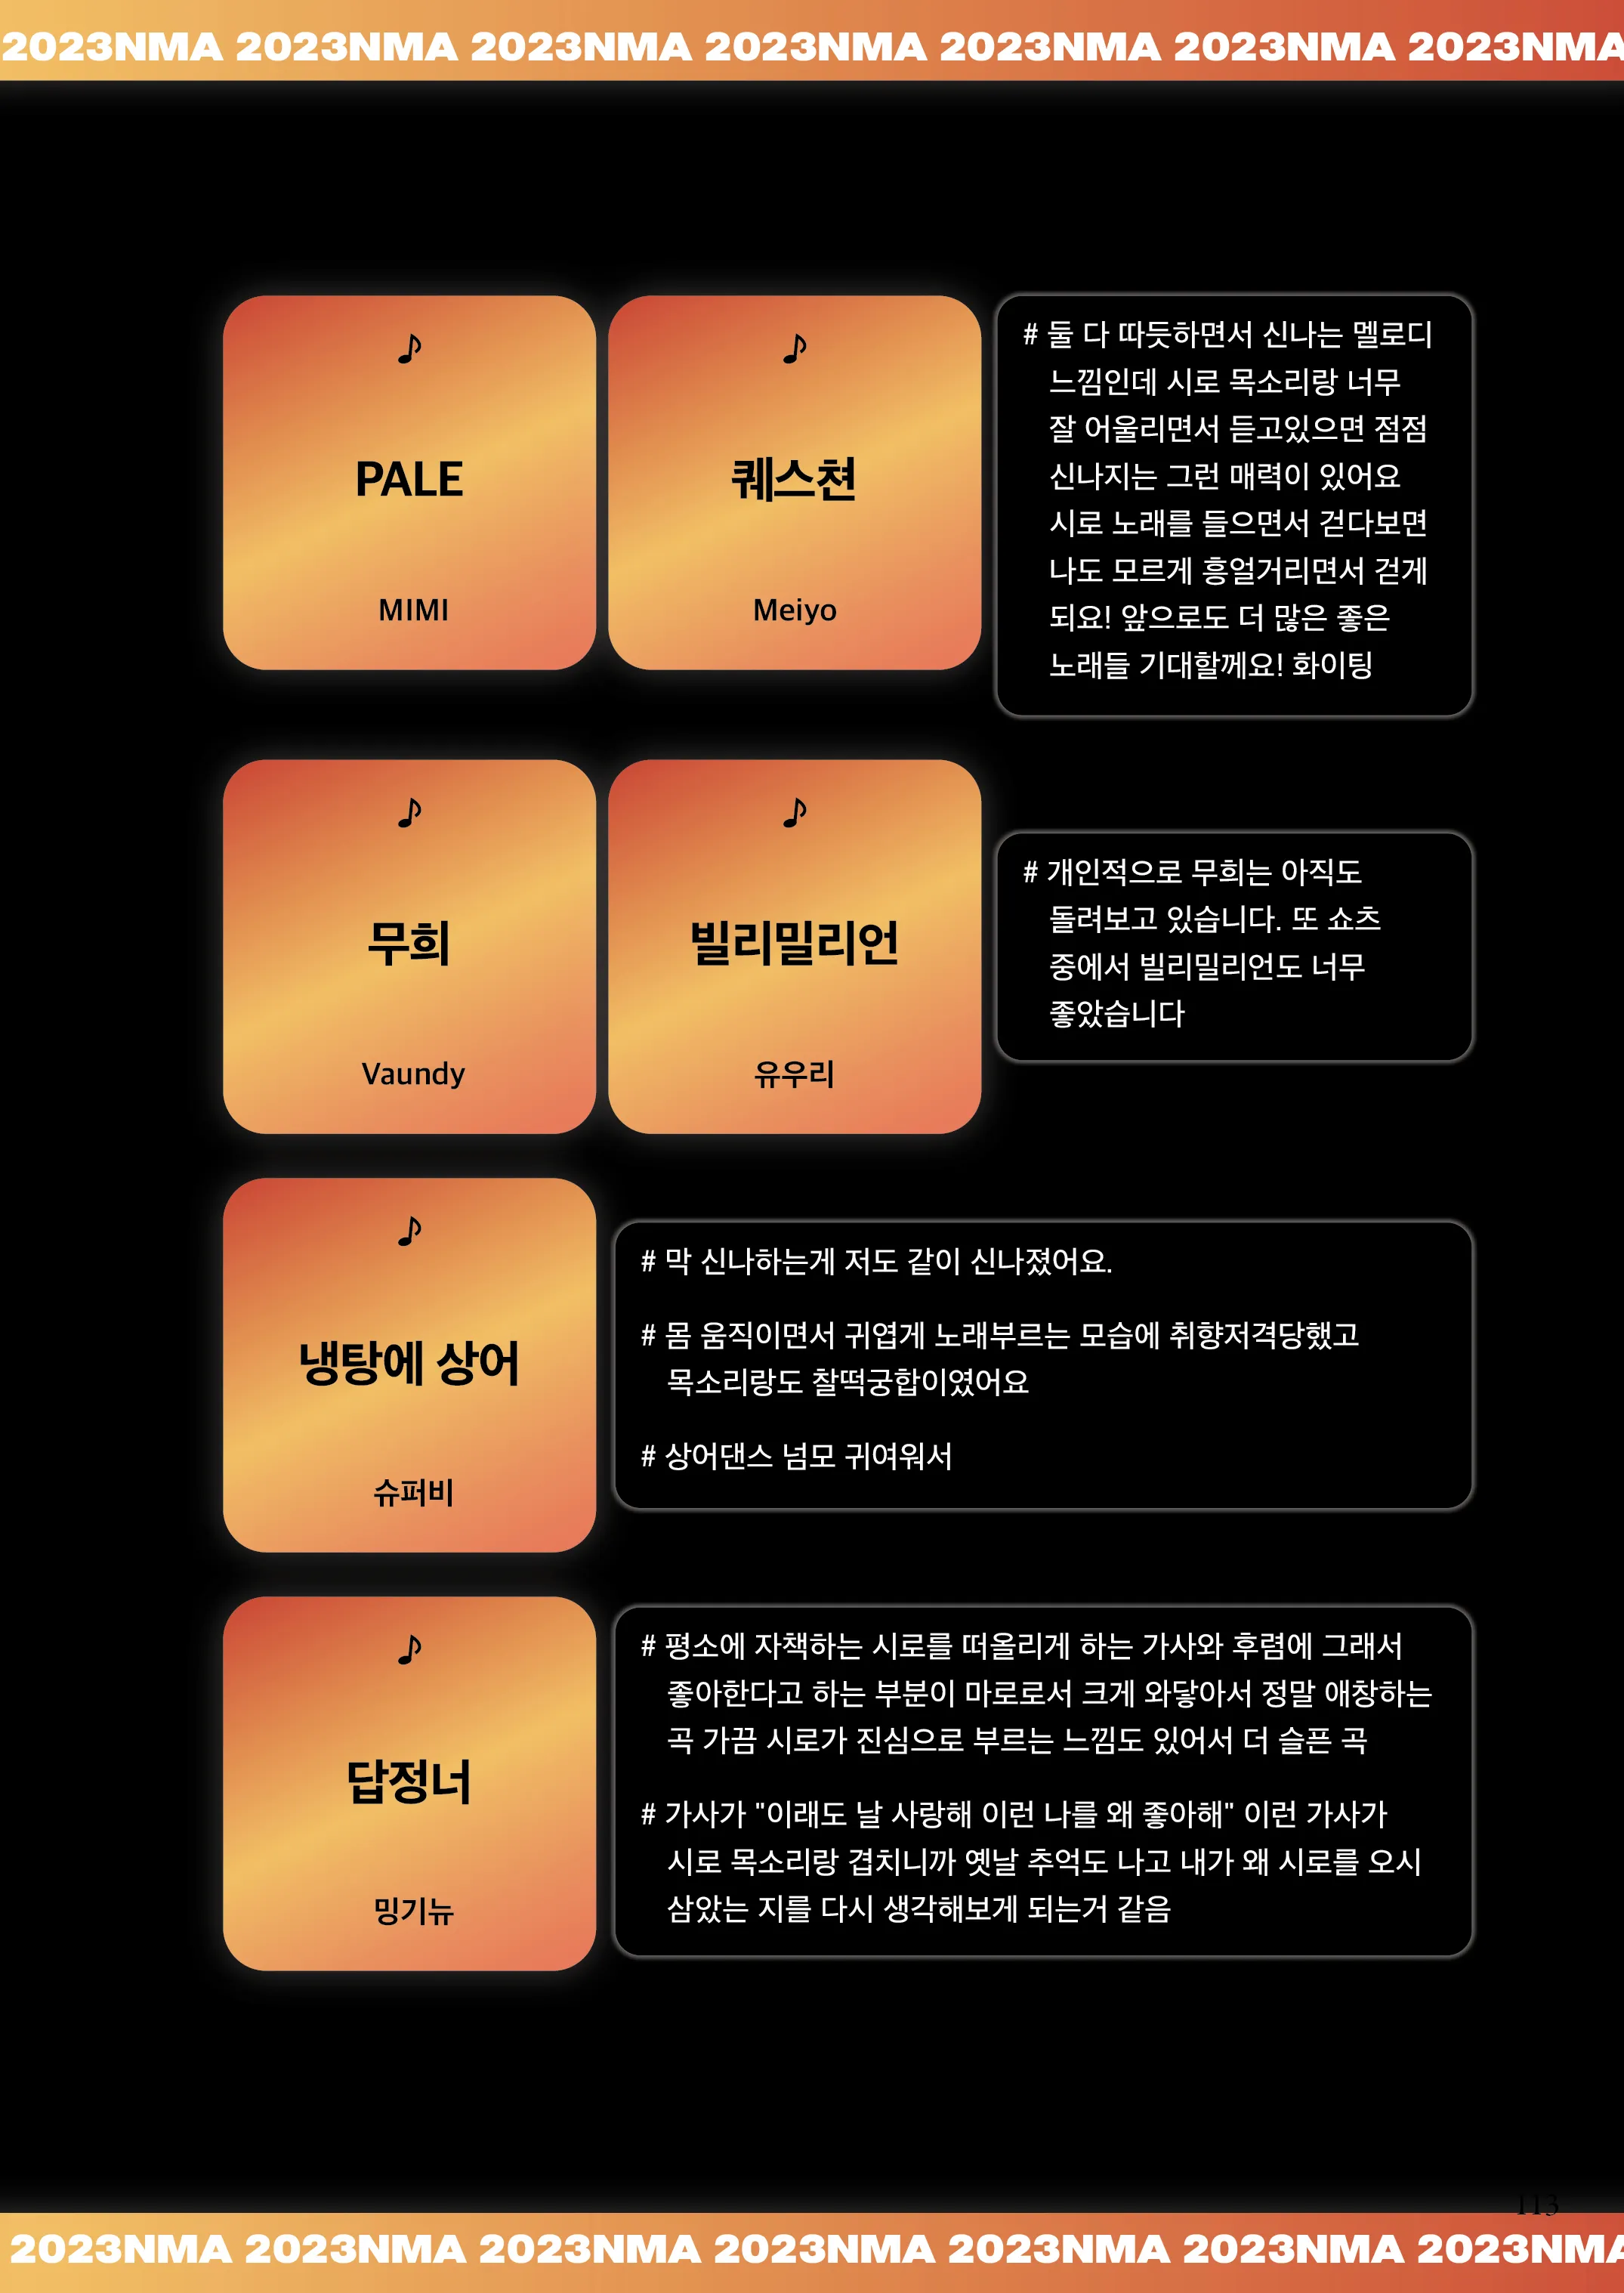 2023NMA 2023NMA 2023NMA 2023NMA 2023NMA 2023NMA 2023NMA
♪
PALE
MIMI
♪
퀘스쳔
Meiyo
# 둘 다 따듯하면서 신나는 멜로디
느낌인데 시로 목소리랑 너무
잘 어울리면서 듣고있으면 점점
신나지는 그런 매력이 있어요
시로 노래를 들으면서 걷다보면
나도 모르게 흥얼거리면서 걷게
되요! 앞으로도 더 많은 좋은
노래들 기대할께요! 화이팅
♪
무희
Vaundy
♪
빌리밀리언
유우리
# 개인적으로 무희는 아직도
돌려보고 있습니다. 또 쇼츠
중에서 빌리밀리언도 너무
좋았습니다
♪
냉탕에 상어
슈퍼비
# 막 신나하는게 저도 같이 신나졌어요.
# 몸 움직이면서 귀엽게 노래부르는 모습에 취향저격당했고
목소리랑도 찰떡궁합이였어요
# 상어댄스 넘모 귀여워서
♪
답정너
밍기뉴
# 평소에 자책하는 시로를 떠올리게 하는 가사와 후렴에 그래서
좋아한다고 하는 부분이 마로로서 크게 와닿아서 정말 애창하는
곡 가끔 시로가 진심으로 부르는 느낌도 있어서 더 슬픈 곡
# 가사가 "이래도 날 사랑해 이런 나를 왜 좋아해" 이런 가사가
시로 목소리랑 겹치니까 옛날 추억도 나고 내가 왜 시로를 오시
삼았는 지를 다시 생각해보게 되는거 같음
113
2023NMA 2023NMA 2023NMA 2023NMA 2023NMA 2023NMA 2023NMA